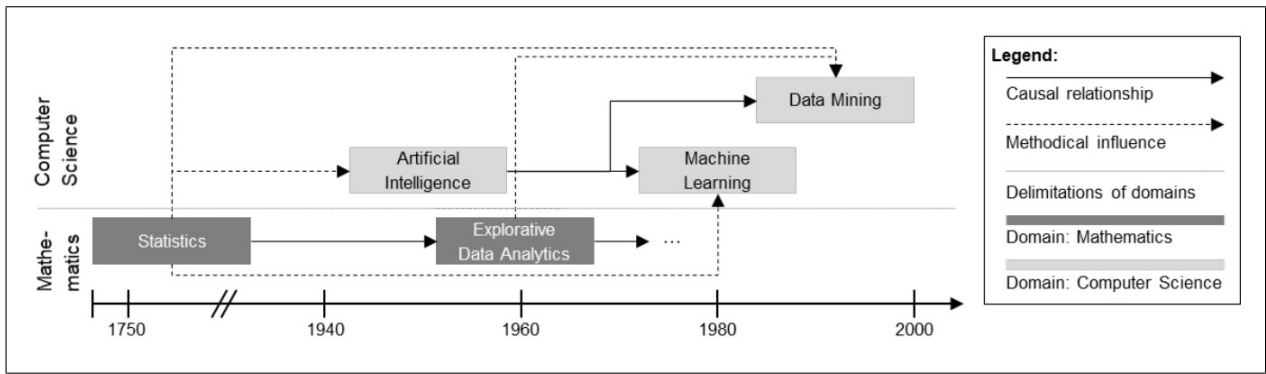 Computer
Science
Mathe-
matics
Data Mining
Artificial
Intelligence
Machine
Learning
Statistics
Explorative
Data Analytics
...
1750
1940
1960
1980
2000
Legend:
Causal relationship
Methodical influence
Delimitations of domains
Domain: Mathematics
Domain: Computer Science